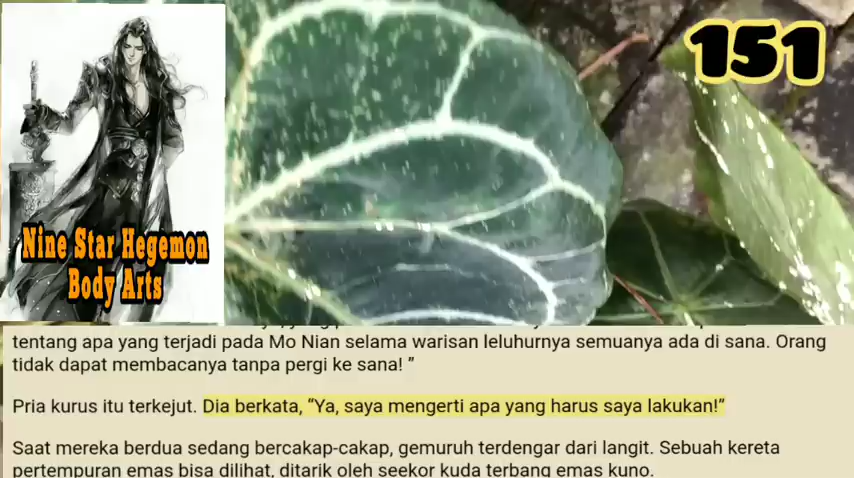 151
Nine Star Hegemon
Body Arts
tentang apa yang terjadi pada Mo Nian selama warisan leluhurnya semuanya ada di sana. Orang
tidak dapat membacanya tanpa pergi ke sana! ”
Pria kurus itu terkejut. Dia berkata, “Ya, saya mengerti apa yang harus saya lakukan!”
Saat mereka berdua sedang bercakap-cakap, gemuruh terdengar dari langit. Sebuah kereta
pertempuran emas bisa dilihat, ditarik oleh seekor kuda terbang emas kuno.